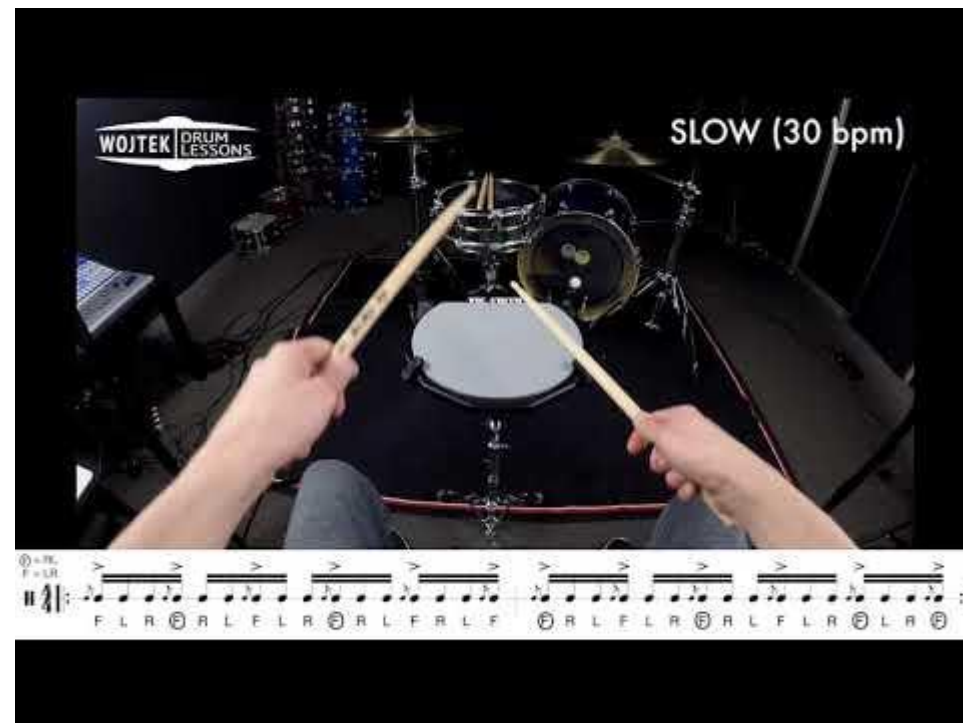 WOJTEK DRUM LESSONS
SLOW (30 bpm)
Ⓕ = RL
F = LR
F L R Ⓕ R L F L R Ⓕ R L F R L F
Ⓕ R L F L R Ⓕ R L F L R Ⓕ L R Ⓕ